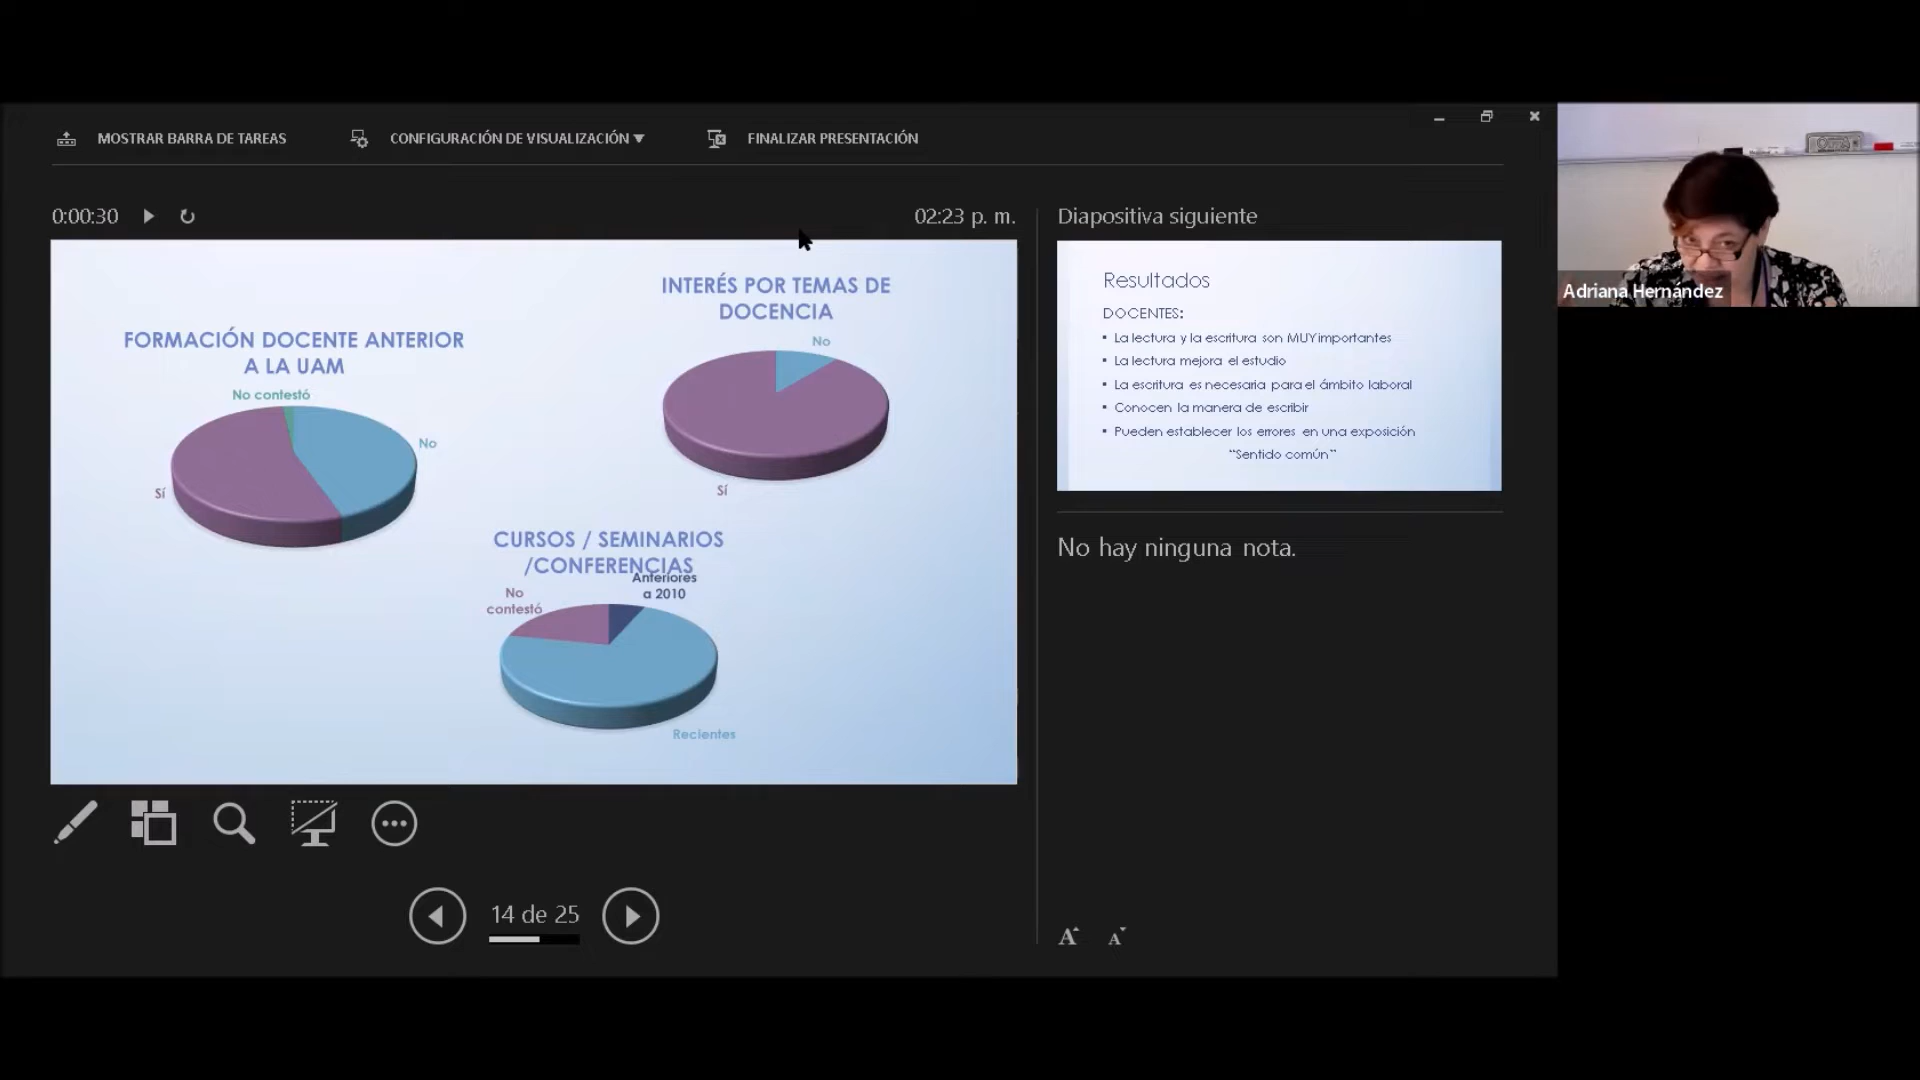 MOSTRAR BARRA DE TAREAS
CONFIGURACIÓN DE VISUALIZACIÓN
FINALIZAR PRESENTACIÓN
0:00:30
02:23 p. m.
FORMACIÓN DOCENTE ANTERIOR
A LA UAM
No contestó
No
Sí
INTERÉS POR TEMAS DE
DOCENCIA
No
Sí
CURSOS / SEMINARIOS
/CONFERENCIAS
Anteriores
a 2010
No
contestó
Recientes
14 de 25
Diapositiva siguiente
Resultados
DOCENTES:
▪ La lectura y la escritura son MUY importantes
▪ La lectura mejora el estudio
▪ La escritura es necesaria para el ámbito laboral
▪ Conocen la manera de escribir
▪ Pueden establecer los errores en una exposición
“Sentido común”
No hay ninguna nota.
A A
Adriana Hernández